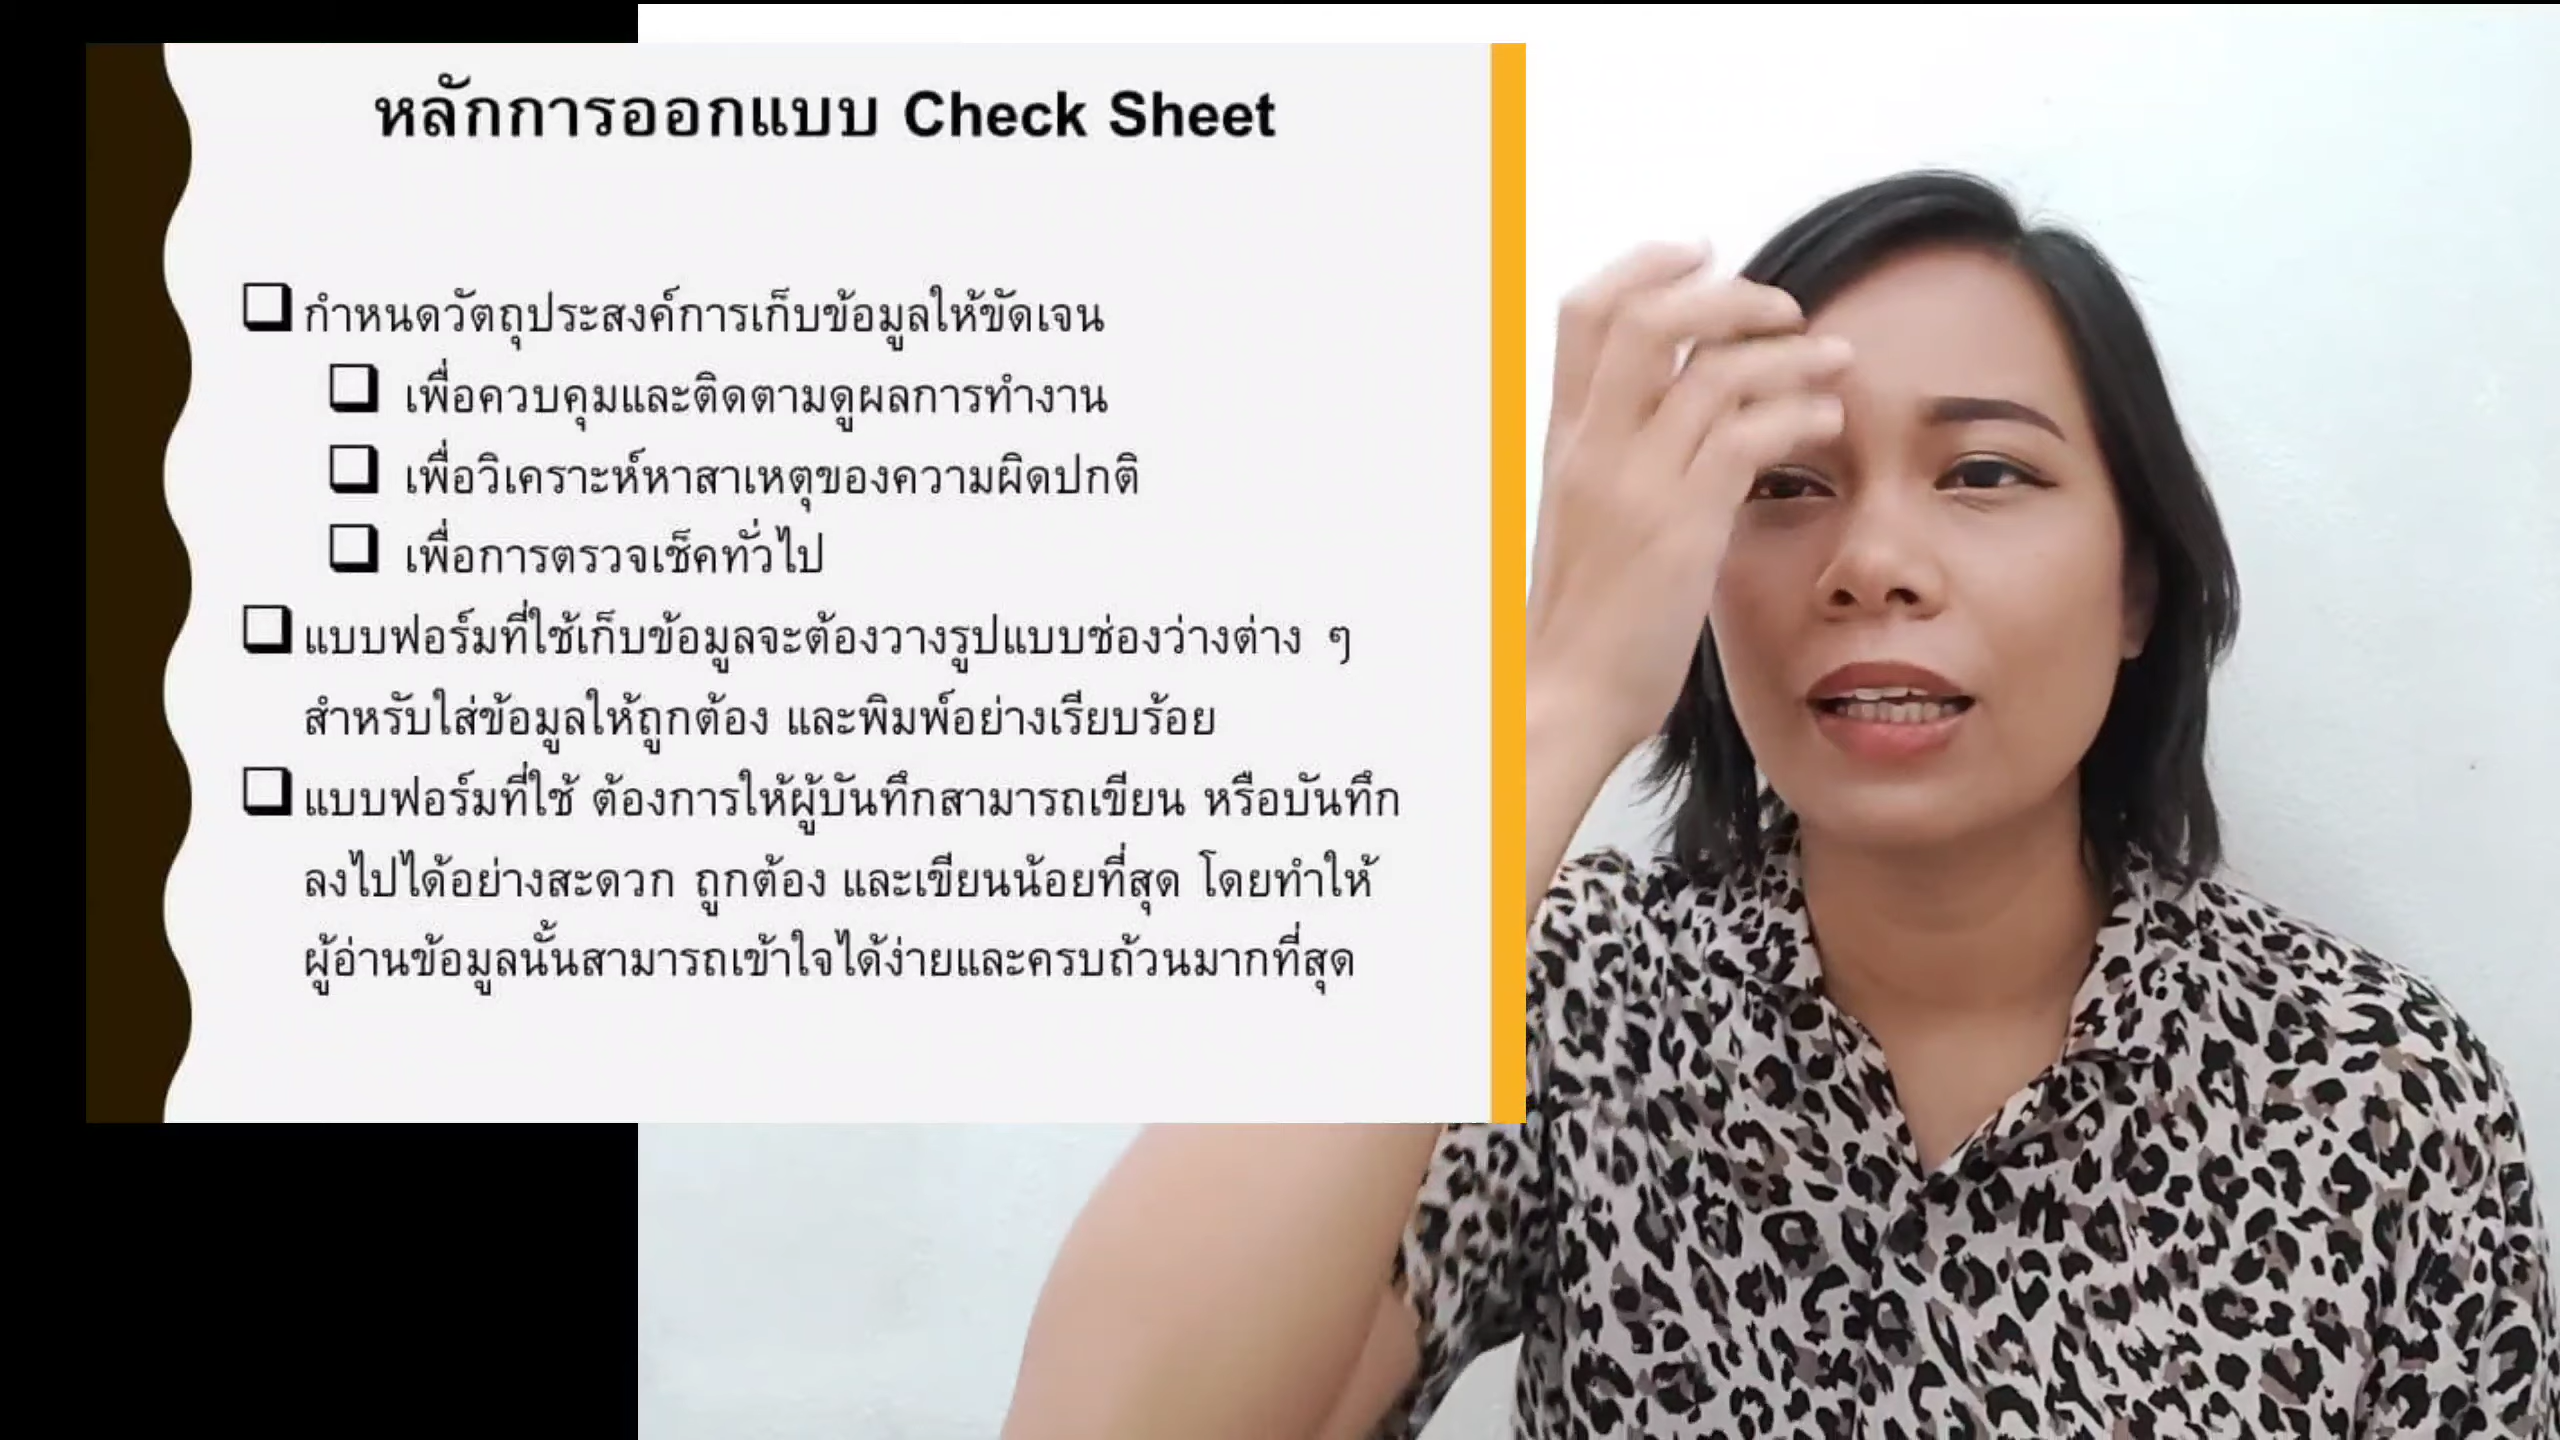 หลักการออกแบบ Check Sheet
กำหนดวัตถุประสงค์การเก็บข้อมูลให้ขัดเจน
เพื่อควบคุมและติดตามดูผลการทำงาน
เพื่อวิเคราะห์หาสาเหตุของความผิดปกติ
เพื่อการตรวจเช็คทั่วไป
แบบฟอร์มที่ใช้เก็บข้อมูลจะต้องวางรูปแบบช่องว่างต่าง ๆ
สำหรับใส่ข้อมูลให้ถูกต้อง และพิมพ์อย่างเรียบร้อย
แบบฟอร์มที่ใช้ ต้องการให้ผู้บันทึกสามารถเขียน หรือบันทึก
ลงไปได้อย่างสะดวก ถูกต้อง และเขียนน้อยที่สุด โดยทำให้
ผู้อ่านข้อมูลนั้นสามารถเข้าใจได้ง่ายและครบถ้วนมากที่สุด